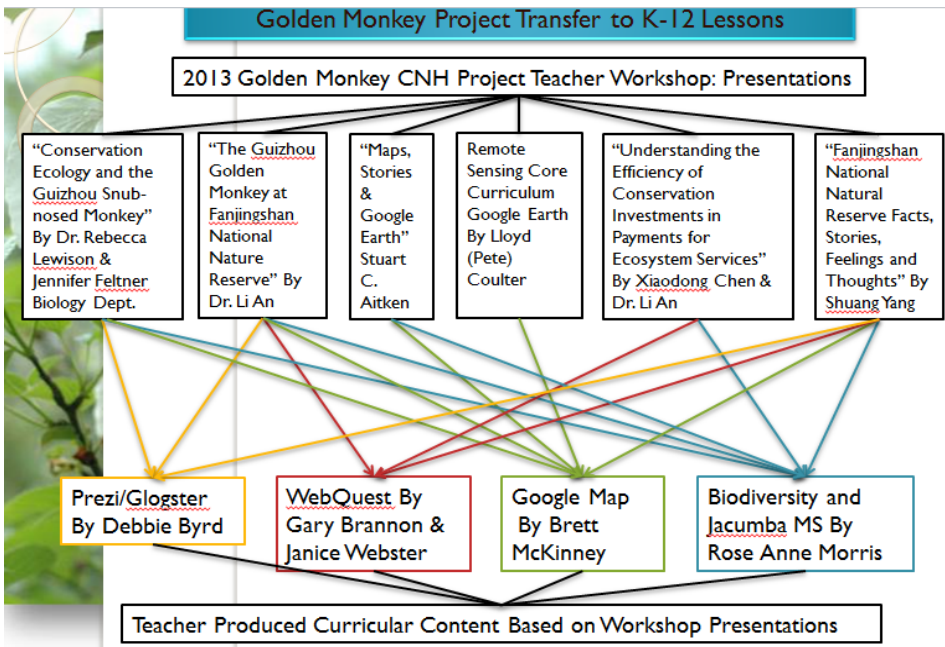 Golden Monkey Project Transfer to K-12 Lessons
2013 Golden Monkey CNH Project Teacher Workshop: Presentations
“Conservation
Ecology and the
Guizhou Snub-
nosed Monkey”
By Dr. Rebecca
Lewison &
Jennifer Feltner
Biology Dept.
“The Guizhou
Golden
Monkey at
Fanjingshan
National
Nature
Reserve” By
Dr. Li An
“Maps,
Stories
&
Google
Earth”
Stuart
C.
Aitken
Remote
Sensing Core
Curriculum
Google Earth
By Lloyd
(Pete)
Coulter
“Understanding the
Efficiency of
Conservation
Investments in
Payments for
Ecosystem Services”
By Xiaodong Chen &
Dr. Li An
“Fanjingshan
National
Natural
Reserve Facts,
Stories,
Feelings and
Thoughts” By
Shuang Yang
Prezi/Glogster
By Debbie Byrd
WebQuest By
Gary Brannon &
Janice Webster
Google Map
By Brett
McKinney
Biodiversity and
Jacumba MS By
Rose Anne Morris
Teacher Produced Curricular Content Based on Workshop Presentations